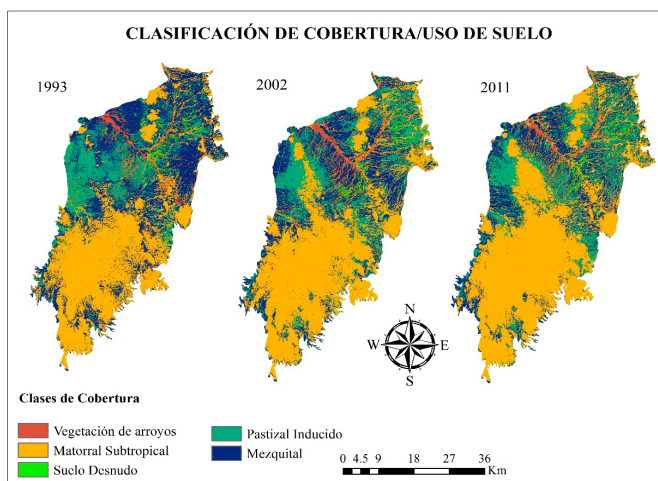 CLASIFICACIÓN DE COBERTURA/USO DE SUELO
1993
2002
2011
N
W E
S
Clases de Cobertura
Vegetación de arroyos
Matorral Subtropical
Suelo Desnudo
Pastizal Inducido
Mezquital
0 4.5 9 18 27 36
Km